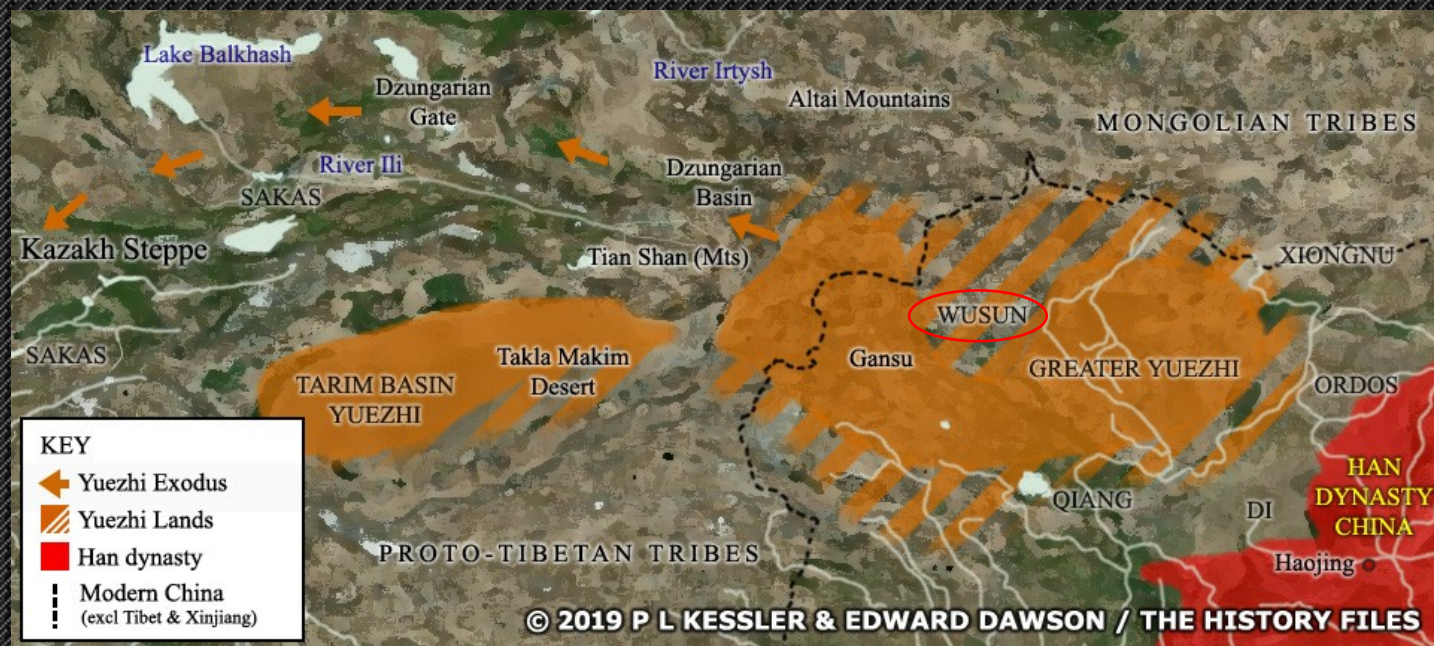 Lake Balkhash
River Irtysh
Dzungarian
Gate
Altai Mountains
MONGOLIAN TRIBES
River Ili
Dzungarian
Basin
SAKAS
Kazakh Steppe
Tian Shan (Mts)
XIONGNU
WUSUN
SAKAS
Takla Makim
Desert
Gansu
GREATER YUEZHI
TARIM BASIN
YUEZHI
ORDOS
KEY
Yuezhi Exodus
Yuezhi Lands
Han dynasty
Modern China
(excl Tibet & Xinjiang)
QIANG
DI
HAN
DYNASTY
CHINA
PROTO-TIBETAN TRIBES
Haojing
© 2019 P L KESSLER & EDWARD DAWSON / THE HISTORY FILES